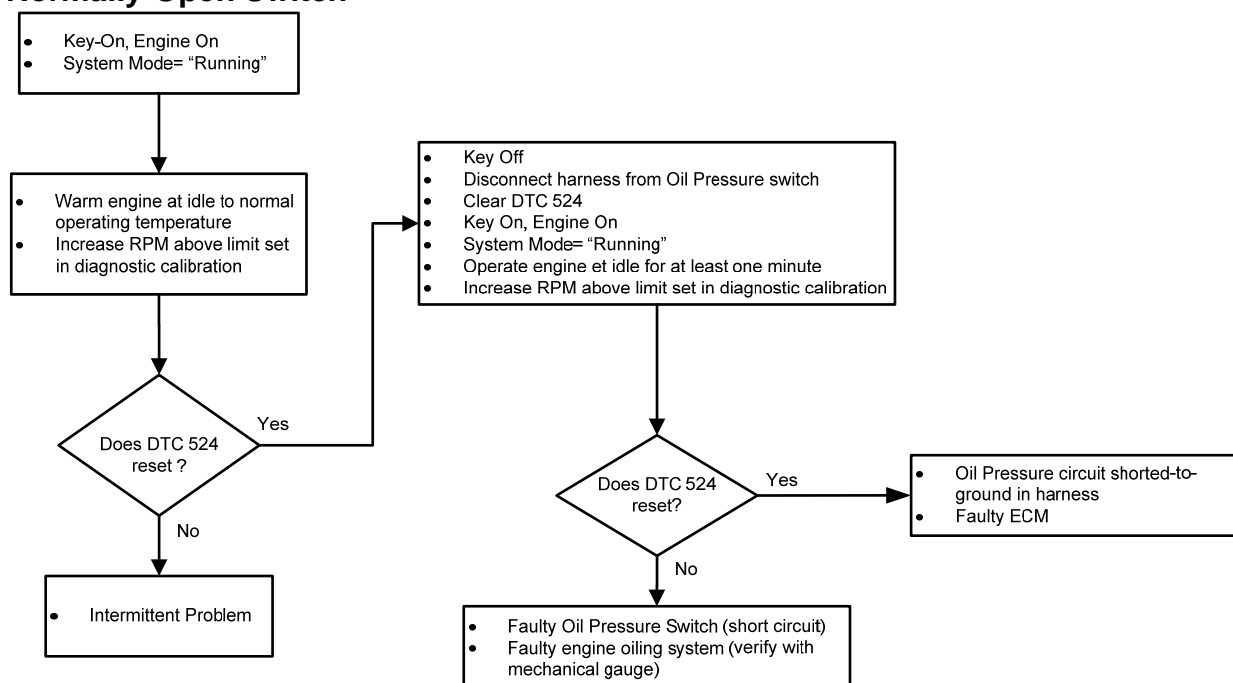 Normally Open Switch
• Key-On, Engine On
• System Mode= “Running”
• Warm engine at idle to normal
operating temperature
• Increase RPM above limit set
in diagnostic calibration
Does DTC 524
reset ?
Yes
No
• Intermittent Problem
• Key Off
• Disconnect harness from Oil Pressure switch
• Clear DTC 524
• Key On, Engine On
• System Mode= “Running”
• Operate engine et idle for at least one minute
• Increase RPM above limit set in diagnostic calibration
Does DTC 524
reset?
Yes
No
• Oil Pressure circuit shorted-to-
ground in harness
• Faulty ECM
• Faulty Oil Pressure Switch (short circuit)
• Faulty engine oiling system (verify with
mechanical gauge)